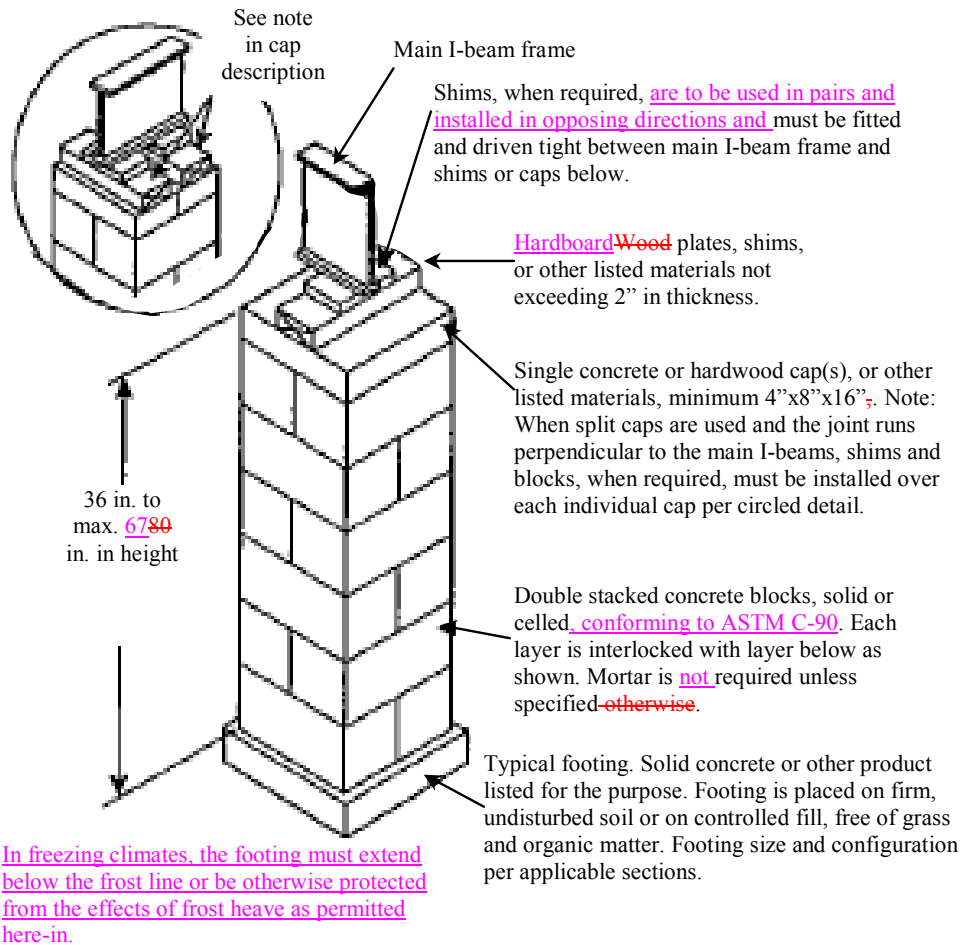 See note
in cap
description
Main I-beam frame
Shims, when required, are to be used in pairs and
installed in opposing directions and must be fitted
and driven tight between main I-beam frame and
shims or caps below.
HardboardWood plates, shims,
or other listed materials not
exceeding 2” in thickness.
Single concrete or hardwood cap(s), or other
listed materials, minimum 4”x8”x16”,. Note:
When split caps are used and the joint runs
perpendicular to the main I-beams, shims and
blocks, when required, must be installed over
each individual cap per circled detail.
36 in. to
max. 6780
in. in height
Double stacked concrete blocks, solid or
celled, conforming to ASTM C-90. Each
layer is interlocked with layer below as
shown. Mortar is not required unless
specified otherwise.
Typical footing. Solid concrete or other product
listed for the purpose. Footing is placed on firm,
undisturbed soil or on controlled fill, free of grass
and organic matter. Footing size and configuration
per applicable sections.
In freezing climates, the footing must extend
below the frost line or be otherwise protected
from the effects of frost heave as permitted
here-in.